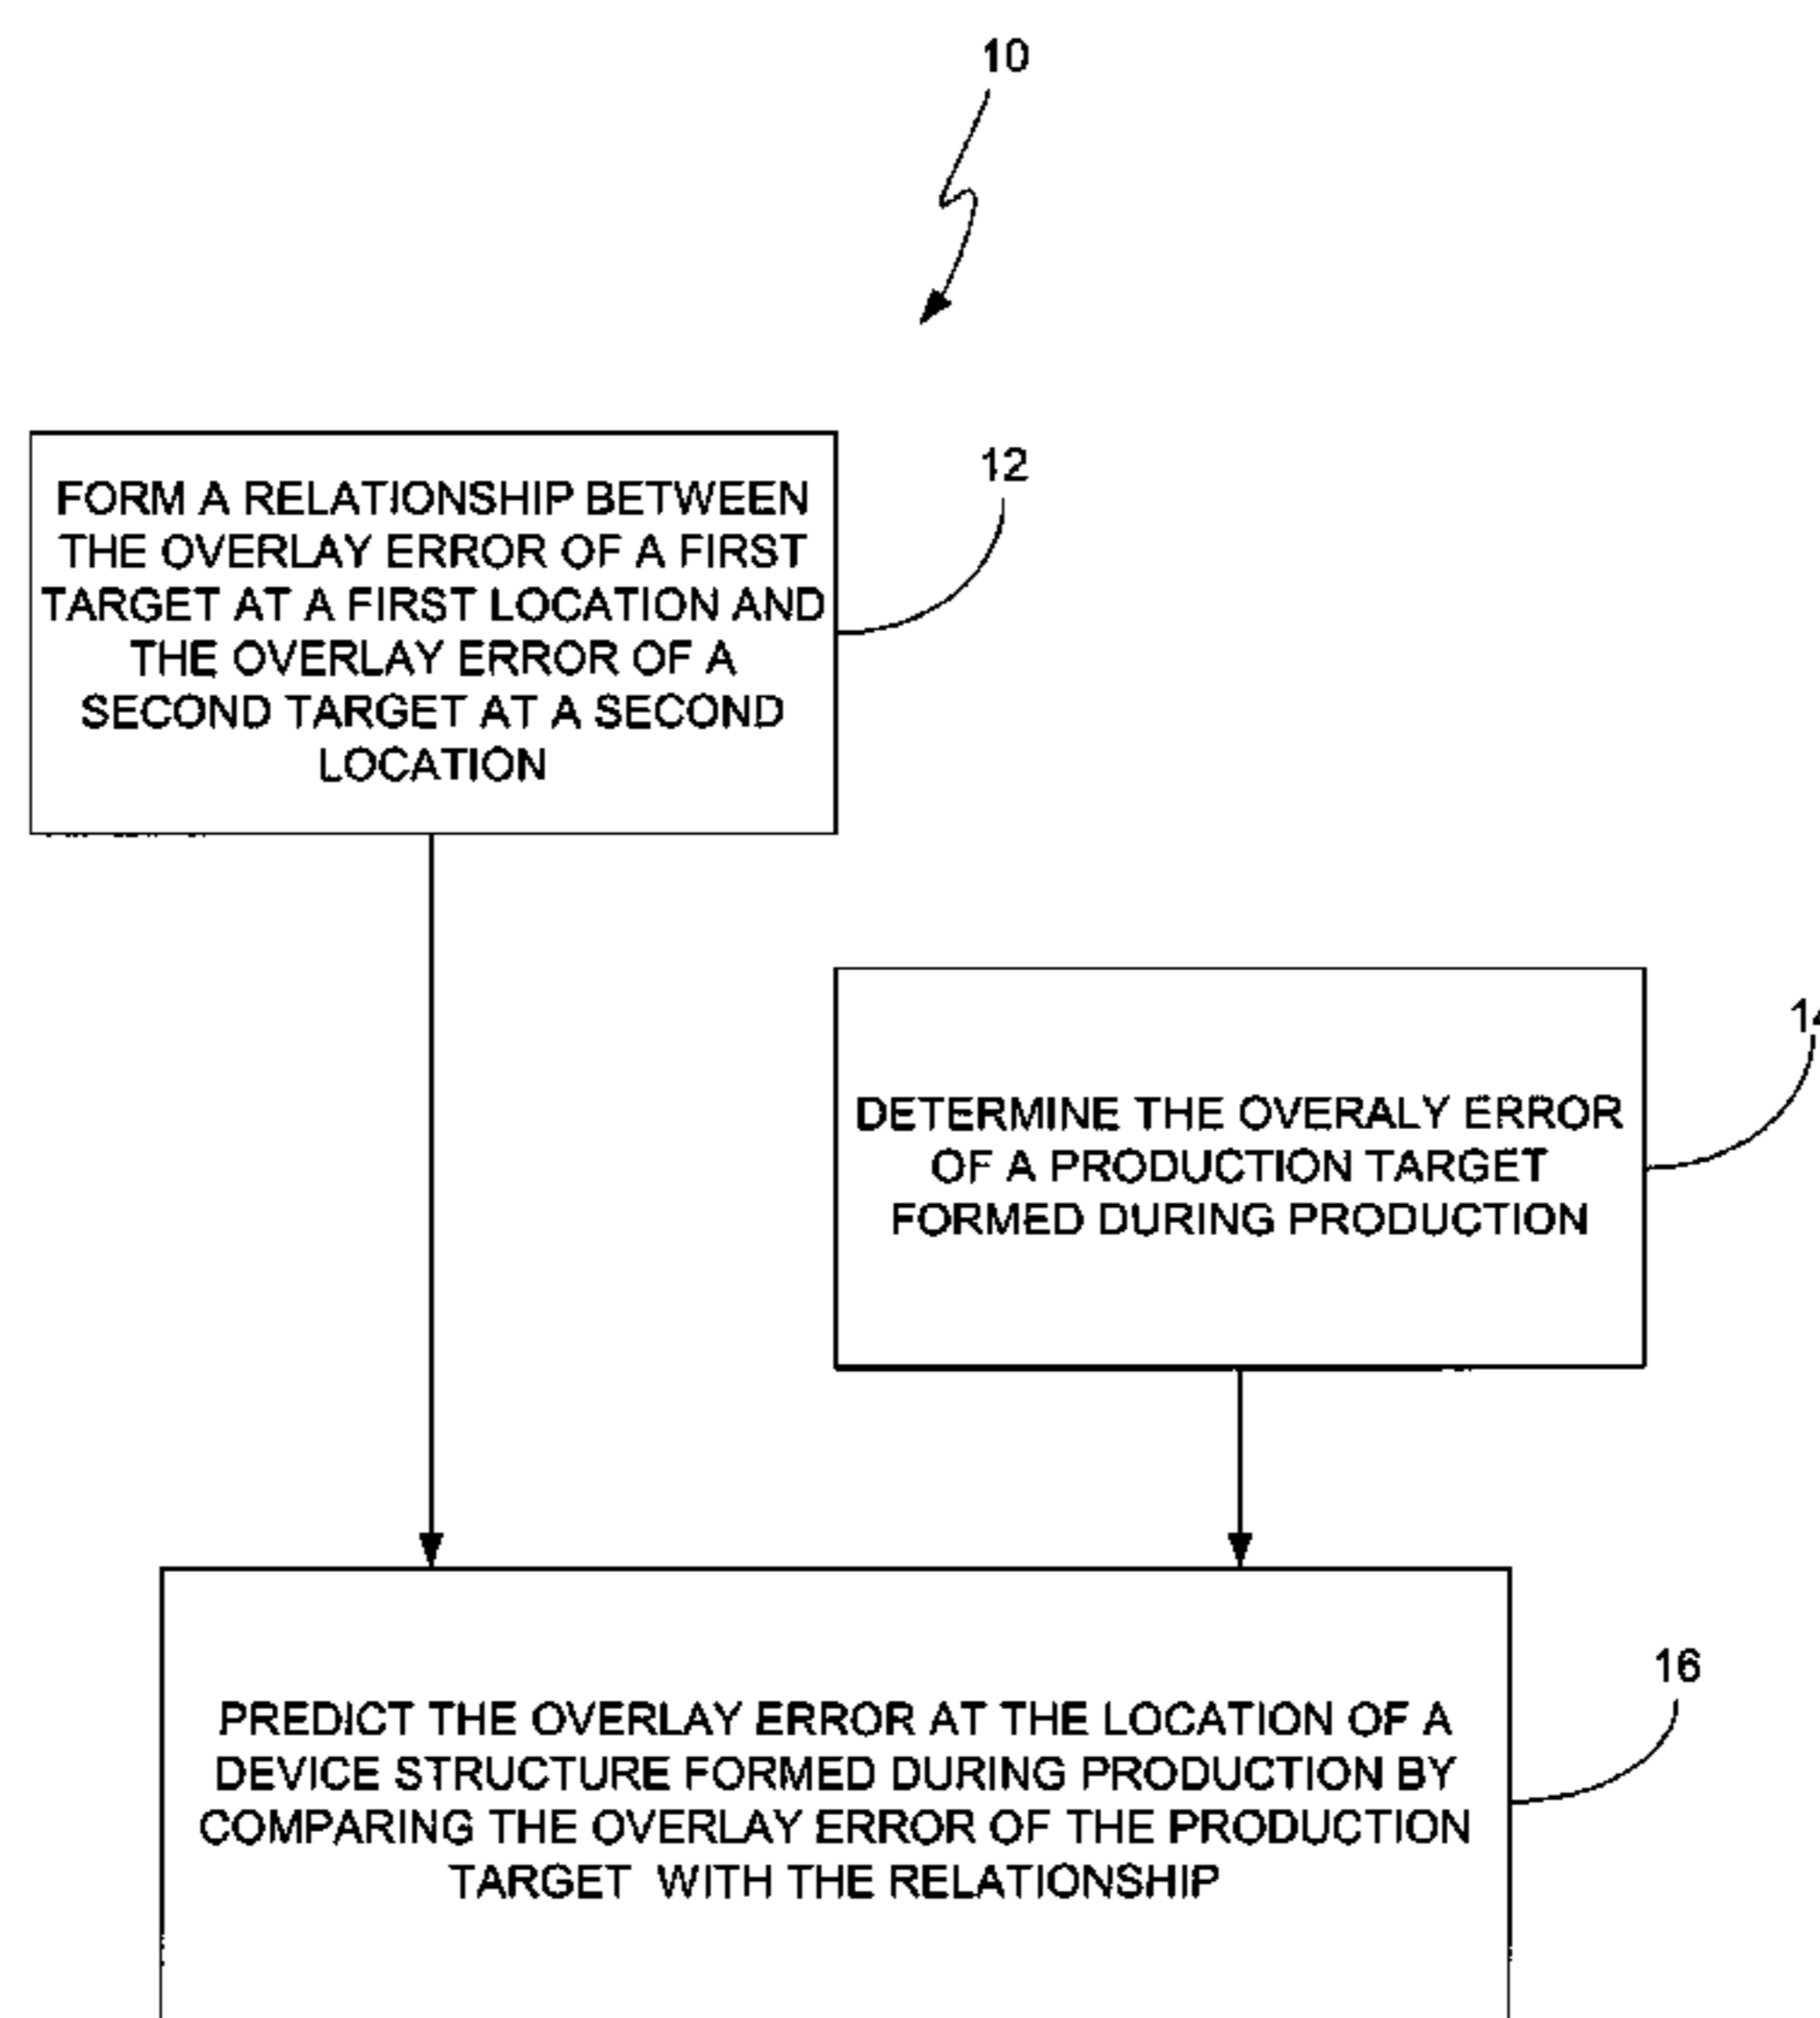 10
12
FORM A RELATIONSHIP BETWEEN
THE OVERLAY ERROR OF A FIRST
TARGET AT A FIRST LOCATION AND
THE OVERLAY ERROR OF A
SECOND TARGET AT A SECOND
LOCATION
14
DETERMINE THE OVERALY ERROR
OF A PRODUCTION TARGET
FORMED DURING PRODUCTION
16
PREDICT THE OVERLAY ERROR AT THE LOCATION OF A
DEVICE STRUCTURE FORMED DURING PRODUCTION BY
COMPARING THE OVERLAY ERROR OF THE PRODUCTION
TARGET WITH THE RELATIONSHIP